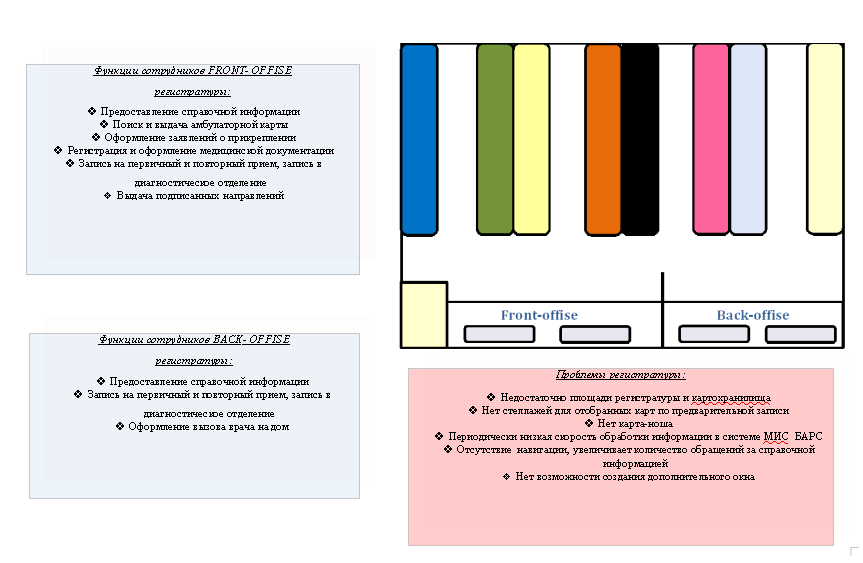 Функции сотрудников FRONT- OFFISE
регистратуры:
❖ Предоставление справочной информации
❖ Поиск и выдача амбулаторной карты
❖ Оформление заявлений о прикреплении
❖ Регистрация и оформление медицинской документации
❖ Запись на первичный и повторный прием, запись в
диагностическое отделение
❖ Выдача подписанных направлений
Функции сотрудников BACK- OFFISE
регистратуры:
❖ Предоставление справочной информации
❖ Запись на первичный и повторный прием, запись в
диагностическое отделение
❖ Оформление вызова врача на дом
Front-offise
Back-offise
Проблемы регистратуры:
❖ Недостаточно площади регистратуры и картохранилища
❖ Нет стеллажей для отобранных карт по предварительной записи
❖ Нет карта-ноша
❖ Периодически низкая скорость обработки информации в системе МИС БАРС
❖ Отсутствие навигации, увеличивает количество обращений за справочной
информацией
❖ Нет возможности создания дополнительного окна